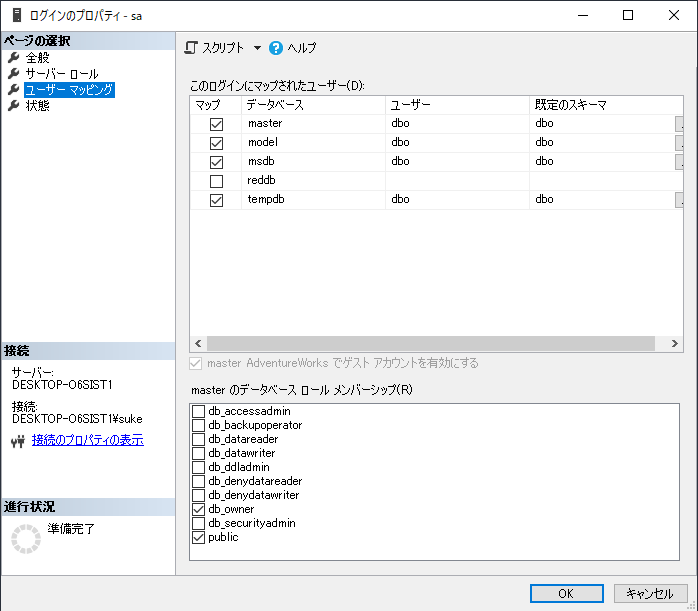 ログインのプロパティ - sa
ページの選択
全般
サーバー ロール
ユーザー マッピング
状態
スクリプト
ヘルプ
このログインにマップされたユーザー(D):
マップ データベース ユーザー 既定のスキーマ
master dbo dbo
model dbo dbo
msdb dbo dbo
reddb
tempdb dbo dbo
master AdventureWorks でゲスト アカウントを有効にする
master のデータベース ロール メンバーシップ(R)
db_accessadmin
db_backupoperator
db_datareader
db_datawriter
db_ddladmin
db_denydatareader
db_denydatawriter
db_owner
db_securityadmin
public
接続
サーバー:
DESKTOP-O6SIST1
接続:
DESKTOP-O6SIST1¥suke
接続のプロパティの表示
進行状況
準備完了
OK
キャンセル